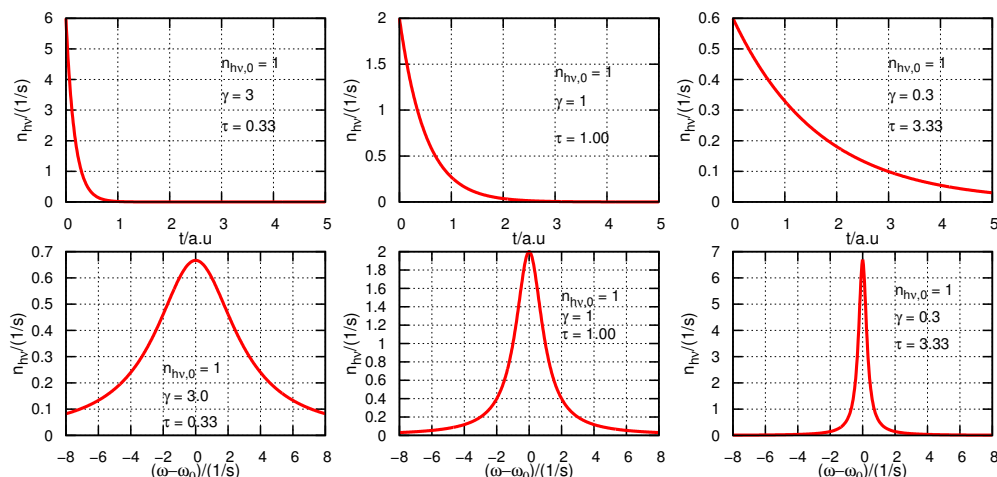 n_hν/(1/s)
6
5
4
3
2
1
0
n_hν,0 = 1
γ = 3
τ = 0.33
0 1 2 3 4 5
t/a.u
n_hν/(1/s)
2
1.5
1
0.5
0
n_hν,0 = 1
γ = 1
τ = 1.00
0 1 2 3 4 5
t/a.u
n_hν/(1/s)
0.6
0.5
0.4
0.3
0.2
0.1
0
n_hν,0 = 1
γ = 0.3
τ = 3.33
0 1 2 3 4 5
t/a.u
n_hν/(1/s)
0.7
0.6
0.5
0.4
0.3
0.2
0.1
0
n_hν,0 = 1
γ = 3.0
τ = 0.33
−8 −6 −4 −2 0 2 4 6 8
(ω−ω₀)/(1/s)
n_hν/(1/s)
2
1.8
1.6
1.4
1.2
1
0.8
0.6
0.4
0.2
0
n_hν,0 = 1
γ = 1
τ = 1.00
−8 −6 −4 −2 0 2 4 6 8
(ω−ω₀)/(1/s)
n_hν/(1/s)
7
6
5
4
3
2
1
0
n_hν,0 = 1
γ = 0.3
τ = 3.33
−8 −6 −4 −2 0 2 4 6 8
(ω−ω₀)/(1/s)